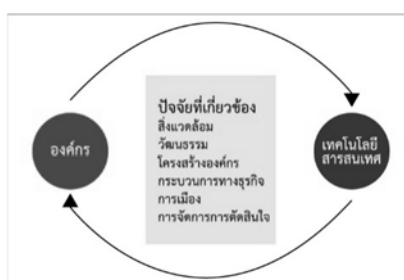 องค์กร
ปัจจัยที่เกี่ยวข้อง
สิ่งแวดล้อม
วัฒนธรรม
โครงสร้างองค์กร
กระบวนการทางธุรกิจ
การเมือง
การจัดการการตัดสินใจ
เทคโนโลยี
สารสนเทศ